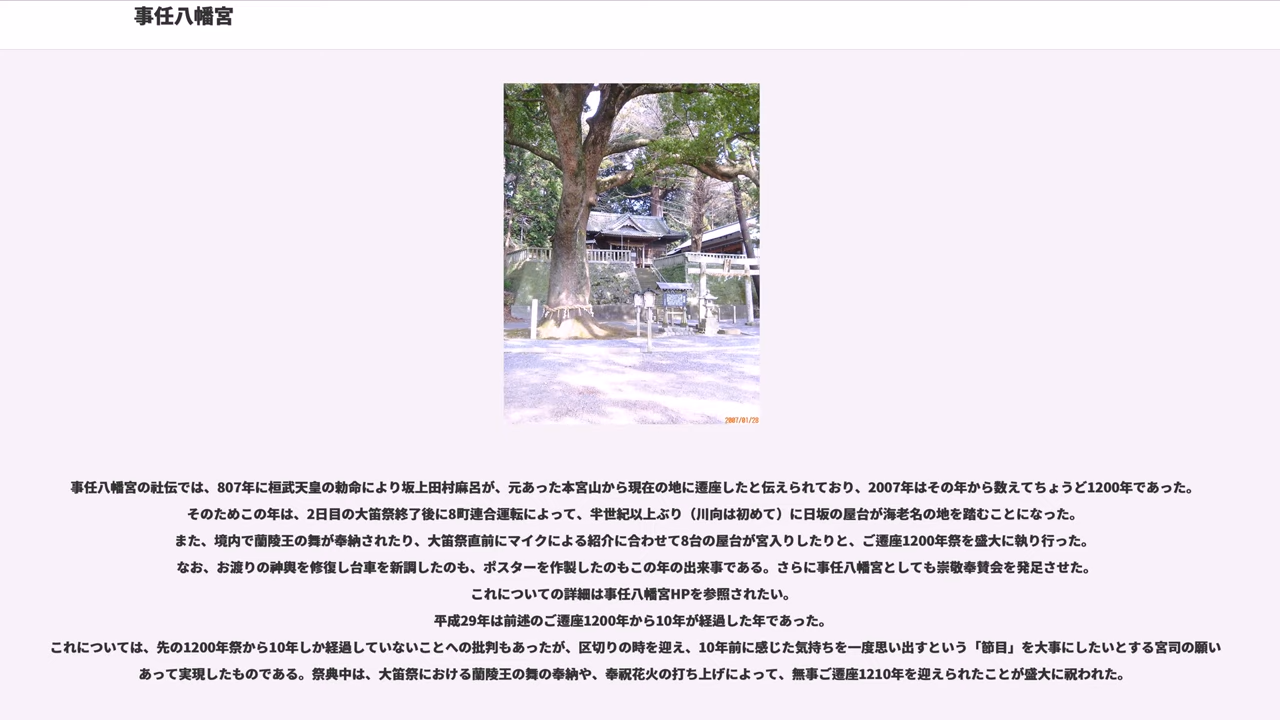 事任八幡宮
2007/01/28
事任八幡宮の社伝では、807年に桓武天皇の勅命により坂上田村麻呂が、元あった本宮山から現在の地に遷座したと伝えられており、2007年はその年から数えてちょうど1200年であった。
そのためこの年は、2日目の大笛祭終了後に8町連合運転によって、半世紀以上ぶり（川向は初めて）に日坂の屋台が海老名の地を踏むことになった。
また、境内で蘭陵王の舞が奉納されたり、大笛祭直前にマイクによる紹介に合わせて8台の屋台が宮入りしたりと、ご遷座1200年祭を盛大に執り行った。
なお、お渡りの神輿を修復し台車を新調したのも、ポスターを作製したのもこの年の出来事である。さらに事任八幡宮としても崇敬奉賛会を発足させた。
これについての詳細は事任八幡宮HPを参照されたい。
平成29年は前述のご遷座1200年から10年が経過した年であった。
これについては、先の1200年祭から10年しか経過していないことへの批判もあったが、区切りの時を迎え、10年前に感じた気持ちを一度思い出すという「節目」を大事にしたいとする宮司の願い
あって実現したものである。祭典中は、大笛祭における蘭陵王の舞の奉納や、奉祝花火の打ち上げによって、無事ご遷座1210年を迎えられたことが盛大に祝われた。